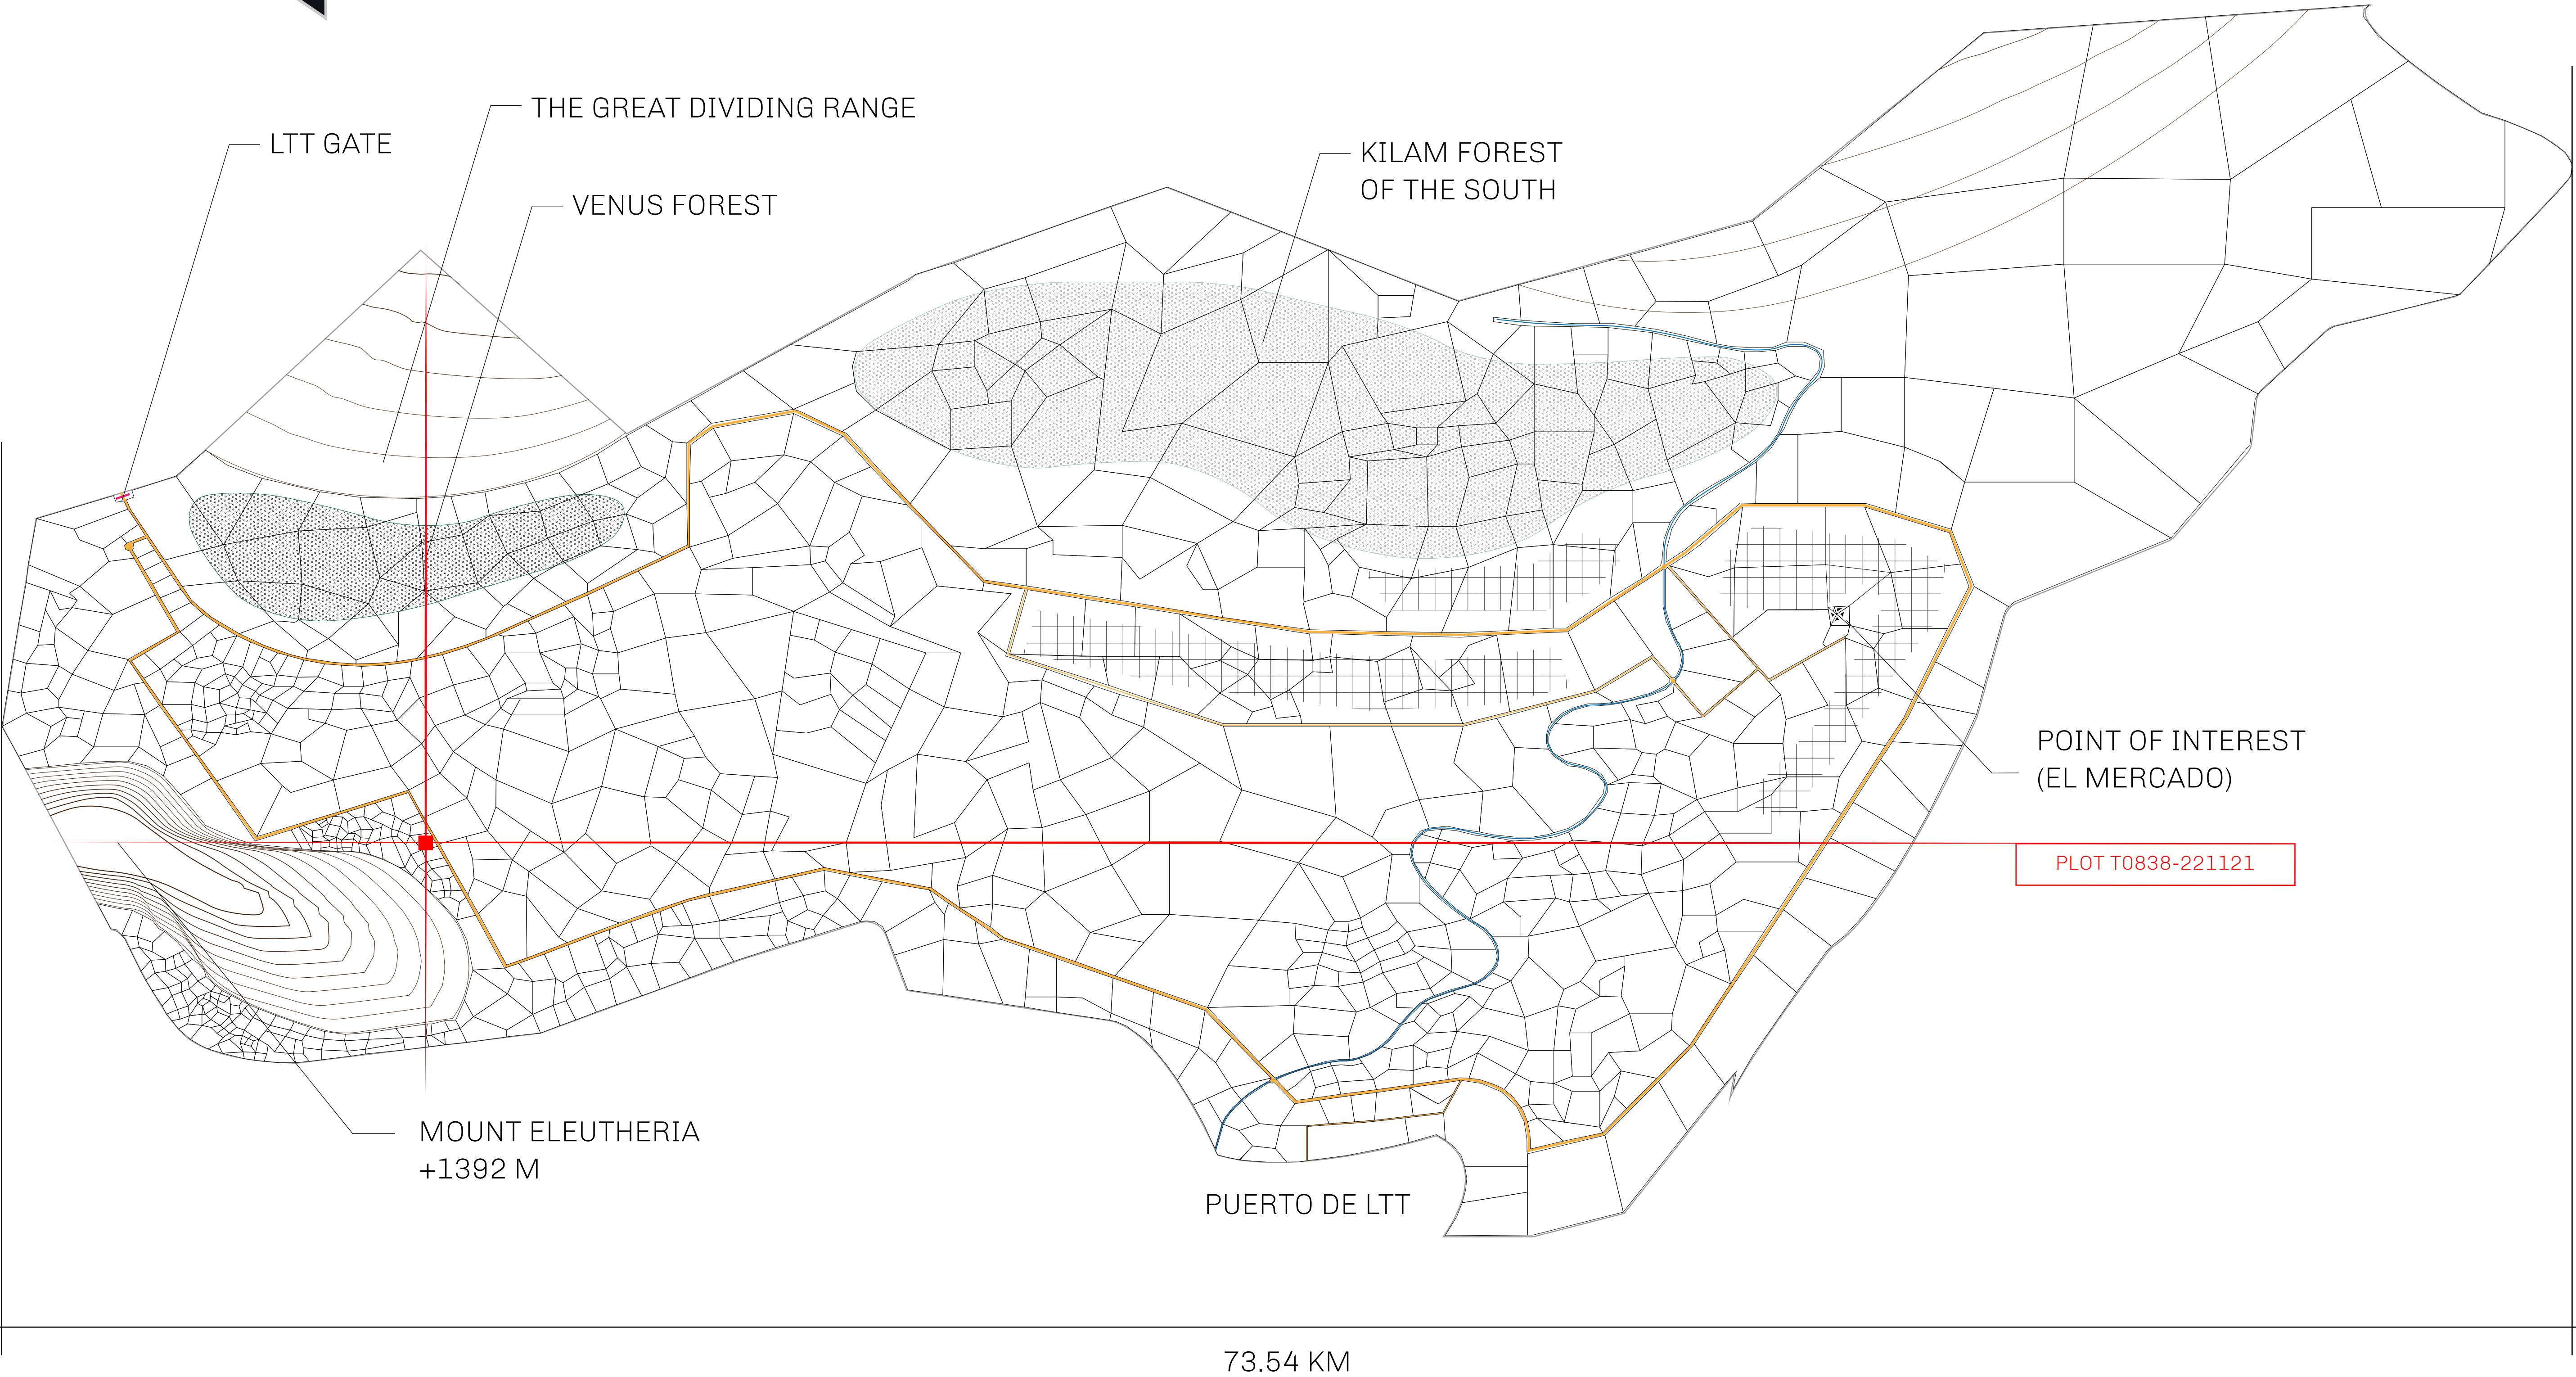 THE GREAT DIVIDING RANGE
LTT GATE
KILAM FOREST
OF THE SOUTH
VENUS FOREST
POINT OF INTEREST
(EL MERCADO)
PLOT T0838-221121
MOUNT ELEUTHERIA
+1392 M
PUERTO DE LTT
73.54 KM